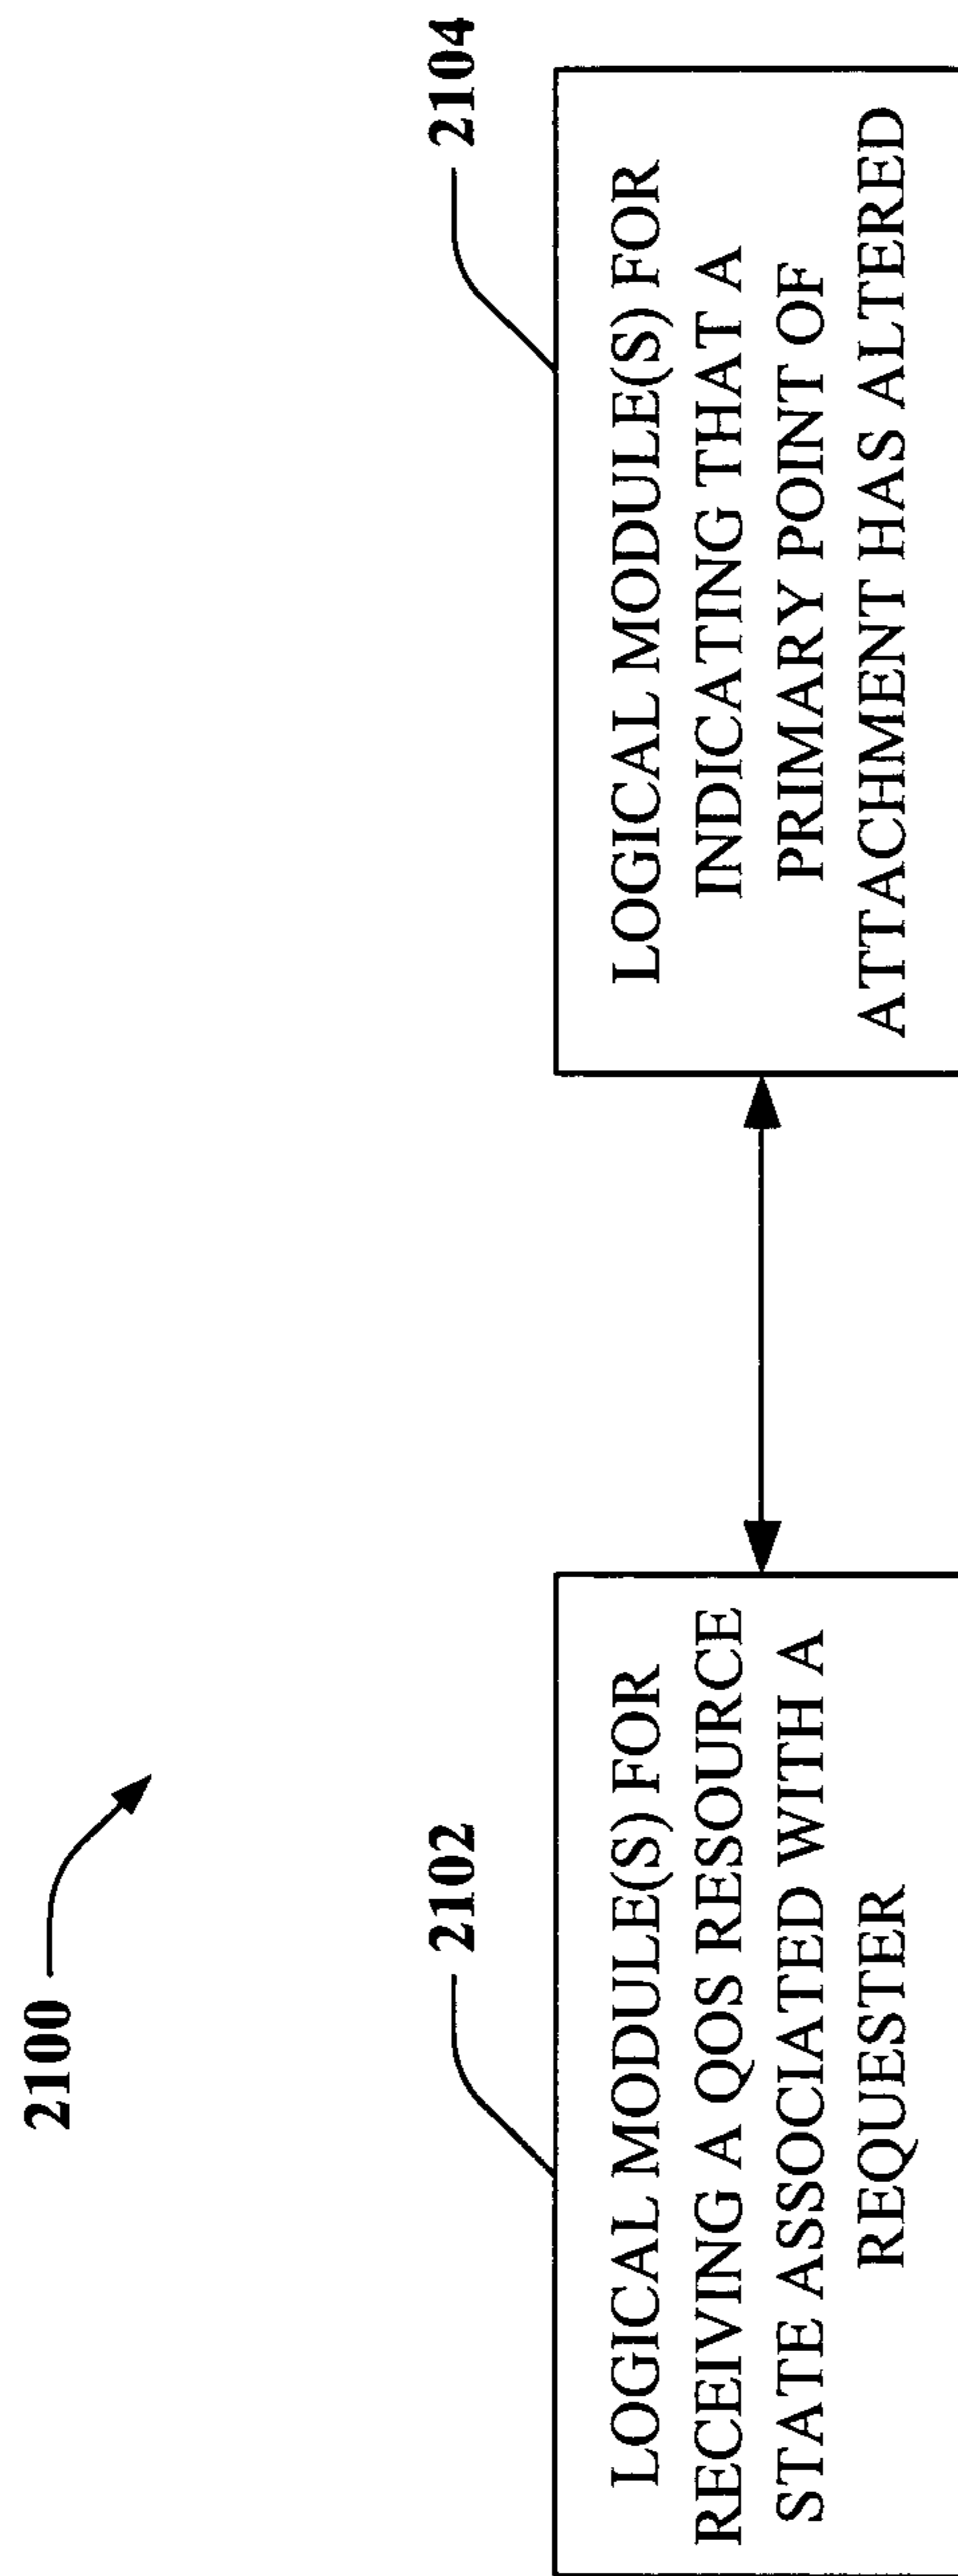 2100
2102
LOGICAL MODULE(S) FOR
RECEIVING A QOS RESOURCE
STATE ASSOCIATED WITH A
REQUESTER
2104
LOGICAL MODULE(S) FOR
INDICATING THAT A
PRIMARY POINT OF
ATTACHMENT HAS ALTERED